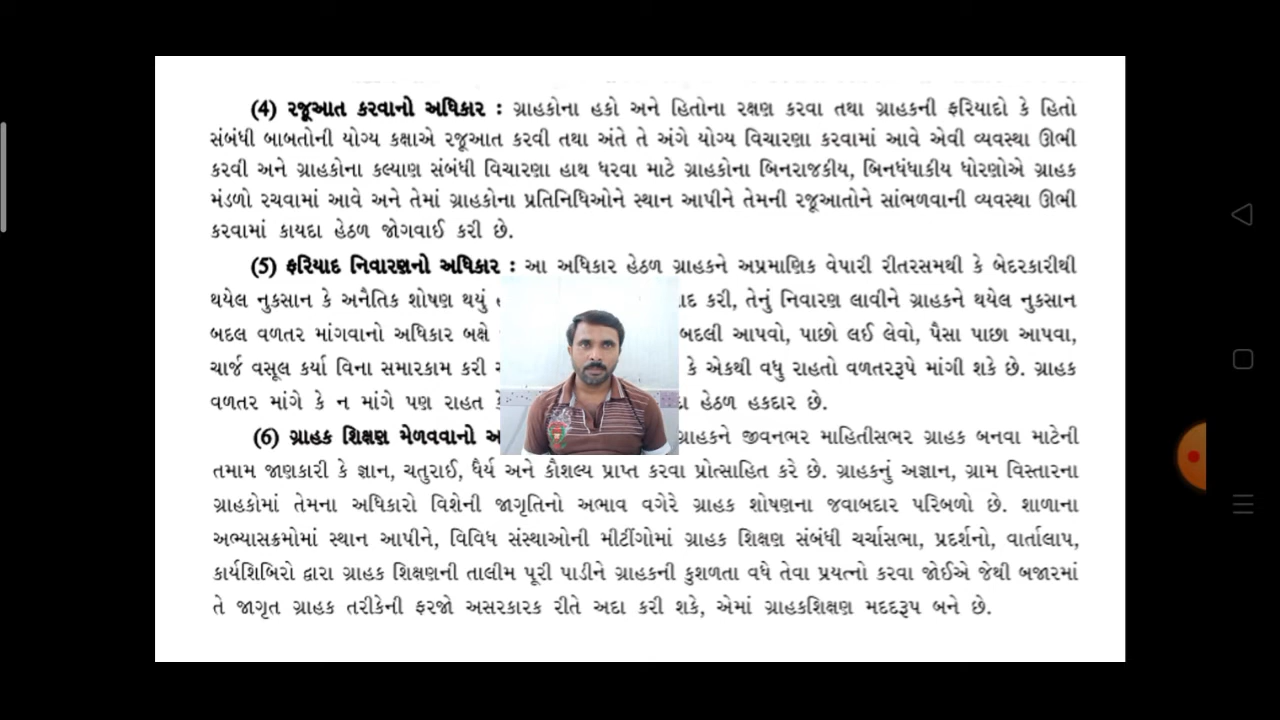 (4) રજૂઆત કરવાનો અધિકાર : ગ્રાહકોના હકો અને હિતોના રક્ષણ કરવા તથા ગ્રાહકની ફરિયાદો કે હિતો
સંબંધી બાબતોની યોગ્ય કક્ષાએ રજૂઆત કરવી તથા અંતે તે અંગે યોગ્ય વિચારણા કરવામાં આવે એવી વ્યવસ્થા ઊભી
કરવી અને ગ્રાહકોના કલ્યાણ સંબંધી વિચારણા હાથ ધરવા માટે ગ્રાહકોના બિનરાજકીય, બિનધંધાકીય ધોરણોએ ગ્રાહક
મંડળો રચવામાં આવે અને તેમાં ગ્રાહકોના પ્રતિનિધિઓને સ્થાન આપીને તેમની રજૂઆતોને સાંભળવાની વ્યવસ્થા ઊભી
કરવામાં કાયદા હેઠળ જોગવાઈ કરી છે.
(5) ફરિયાદ નિવારણનો અધિકાર : આ અધિકાર હેઠળ ગ્રાહકને અપ્રમાણિક વેપારી રીતરસમથી કે બેદરકારીથી
થયેલ નુકસાન કે અનૈતિક શોષણ થયું કરી, તેનું નિવારણ લાવીને ગ્રાહકને થયેલ નુકસાન
બદલ વળતર માંગવાનો અધિકાર બક્ષે બદલી આપવો, પાછો લઈ લેવો, પૈસા પાછા આપવા,
ચાર્જ વસૂલ કર્યા વિના સમારકામ કરી કે એકથી વધુ રાહતો વળતરરૂપે માંગી શકે છે. ગ્રાહક
વળતર માંગે કે ન માંગે પણ રાહત હેઠળ હકદાર છે.
(6) ગ્રાહક શિક્ષણ મેળવવાનો ગ્રાહકને જીવનભર માહિતીસભર ગ્રાહક બનવા માટેની
તમામ જાણકારી કે જ્ઞાન, ચતુરાઈ, ધૈર્ય અને કૌશલ્ય પ્રાપ્ત કરવા પ્રોત્સાહિત કરે છે. ગ્રાહકનું અજ્ઞાન, ગ્રામ વિસ્તારના
ગ્રાહકોમાં તેમના અધિકારો વિશેની જાગૃતિનો અભાવ વગેરે ગ્રાહક શોષણના જવાબદાર પરિબળો છે. શાળાના
અભ્યાસક્રમોમાં સ્થાન આપીને, વિવિધ સંસ્થાઓની મીટીંગોમાં ગ્રાહક શિક્ષણ સંબંધી ચર્ચાસભા, પ્રદર્શનો, વાર્તાલાપ,
કાર્યશિબિરો દ્વારા ગ્રાહક શિક્ષણની તાલીમ પૂરી પાડીને ગ્રાહકની કુશળતા વધે તેવા પ્રયત્નો કરવા જોઈએ જેથી બજારમાં
તે જાગૃત ગ્રાહક તરીકેની ફરજો અસરકારક રીતે અદા કરી શકે, એમાં ગ્રાહકશિક્ષણ મદદરૂપ બને છે.